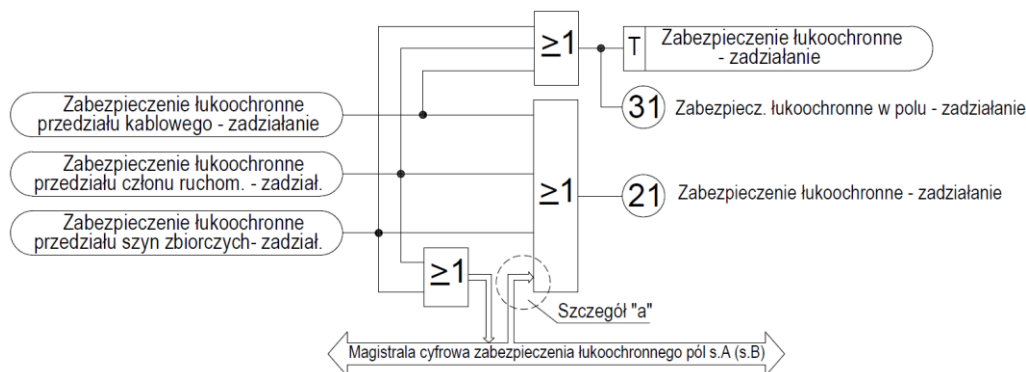 ≥1
T
Zabezpieczenie łukoochronne
- zadziałanie
31
Zabezpiecz. łukoochronne w polu - zadziałanie
Zabezpieczenie łukoochronne
przedziału kablowego - zadziałanie
Zabezpieczenie łukoochronne
przedziału członu ruchom. - zadział.
≥1
21
Zabezpieczenie łukoochronne - zadziałanie
Zabezpieczenie łukoochronne
przedziału szyn zbiorczych- zadział.
≥1
Szczegół "a"
Magistrala cyfrowa zabezpieczenia łukoochronnego pól s.A (s.B)